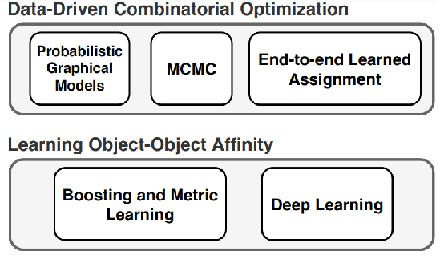 Data-Driven Combinatorial Optimization
Probabilistic
Graphical
Models
MCMC
End-to-end Learned
Assignment
Learning Object-Object Affinity
Boosting and Metric
Learning
Deep Learning